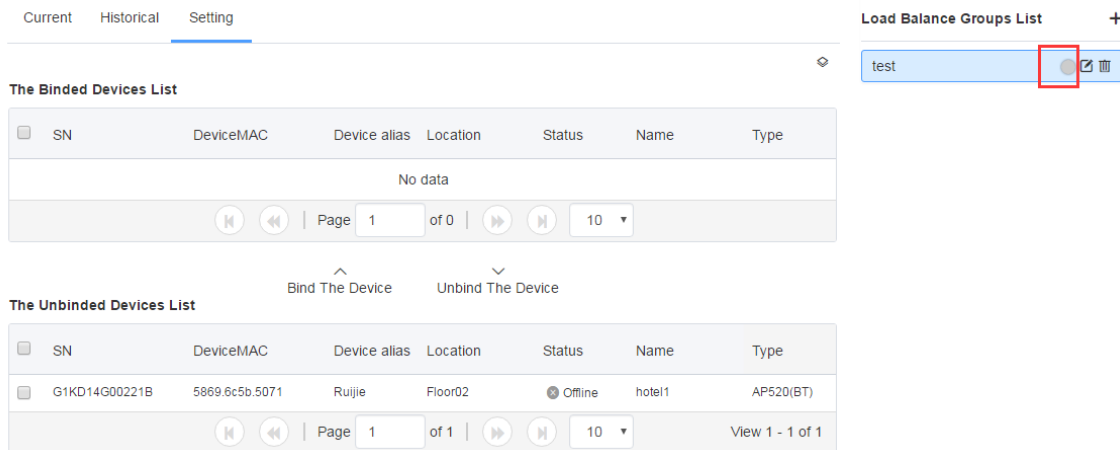 Current Historical Setting
Load Balance Groups List
test
The Binded Devices List
SN DeviceMAC Device alias Location Status Name Type
No data
Page 1 of 0 10
Bind The Device Unbind The Device
The Unbinded Devices List
SN DeviceMAC Device alias Location Status Name Type
G1KD14G00221B 5869.6c5b.5071 Ruijie Floor02 Offline hotel1 AP520(BT)
Page 1 of 1 10 View 1 - 1 of 1